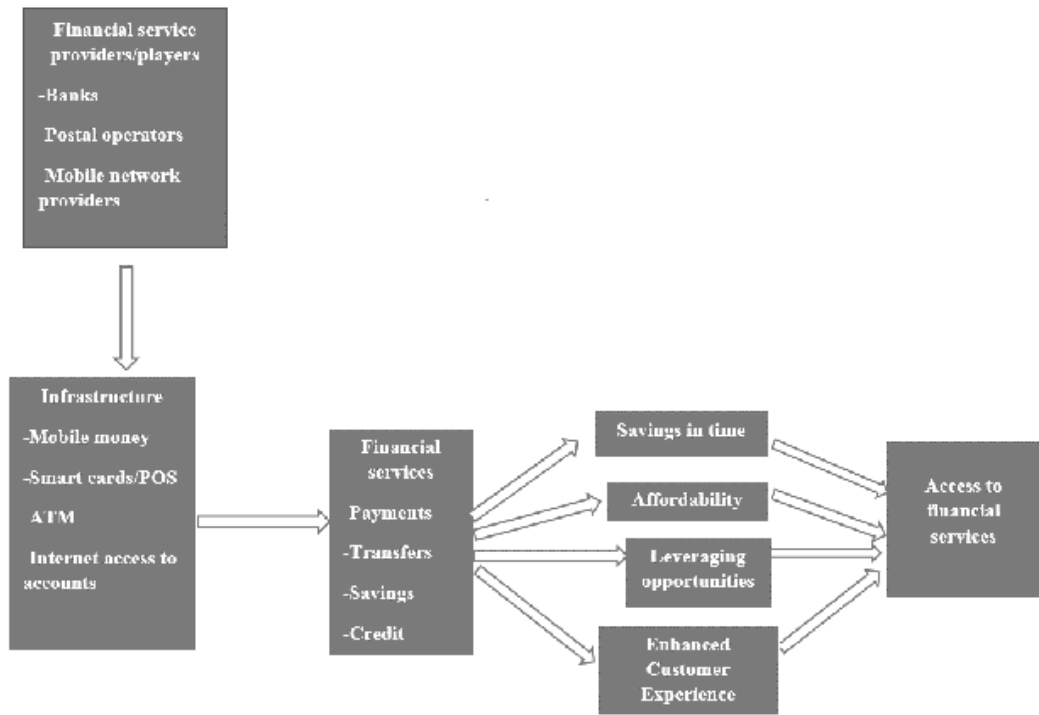 Financial service
providers/players
-Banks
Postal operators
Mobile network
providers
Infrastructure
-Mobile money
-Smart cards/POS
ATM
Internet access to
accounts
Financial
services
Payments
-Transfers
-Savings
-Credit
Savings in time
Affordability
Leveraging
opportunities
Enhanced
Customer
Experience
Access to
financial
services